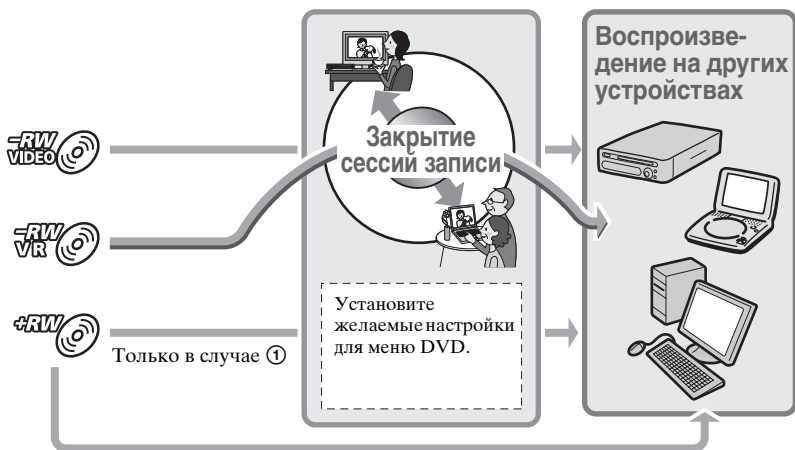 Воспроизве-
дение на других
устройствах
Закрытие
сессий записи
-RW
VIDEO
-RW
VR
+RW
Только в случае ①
Установите
желаемые настройки
для меню DVD.